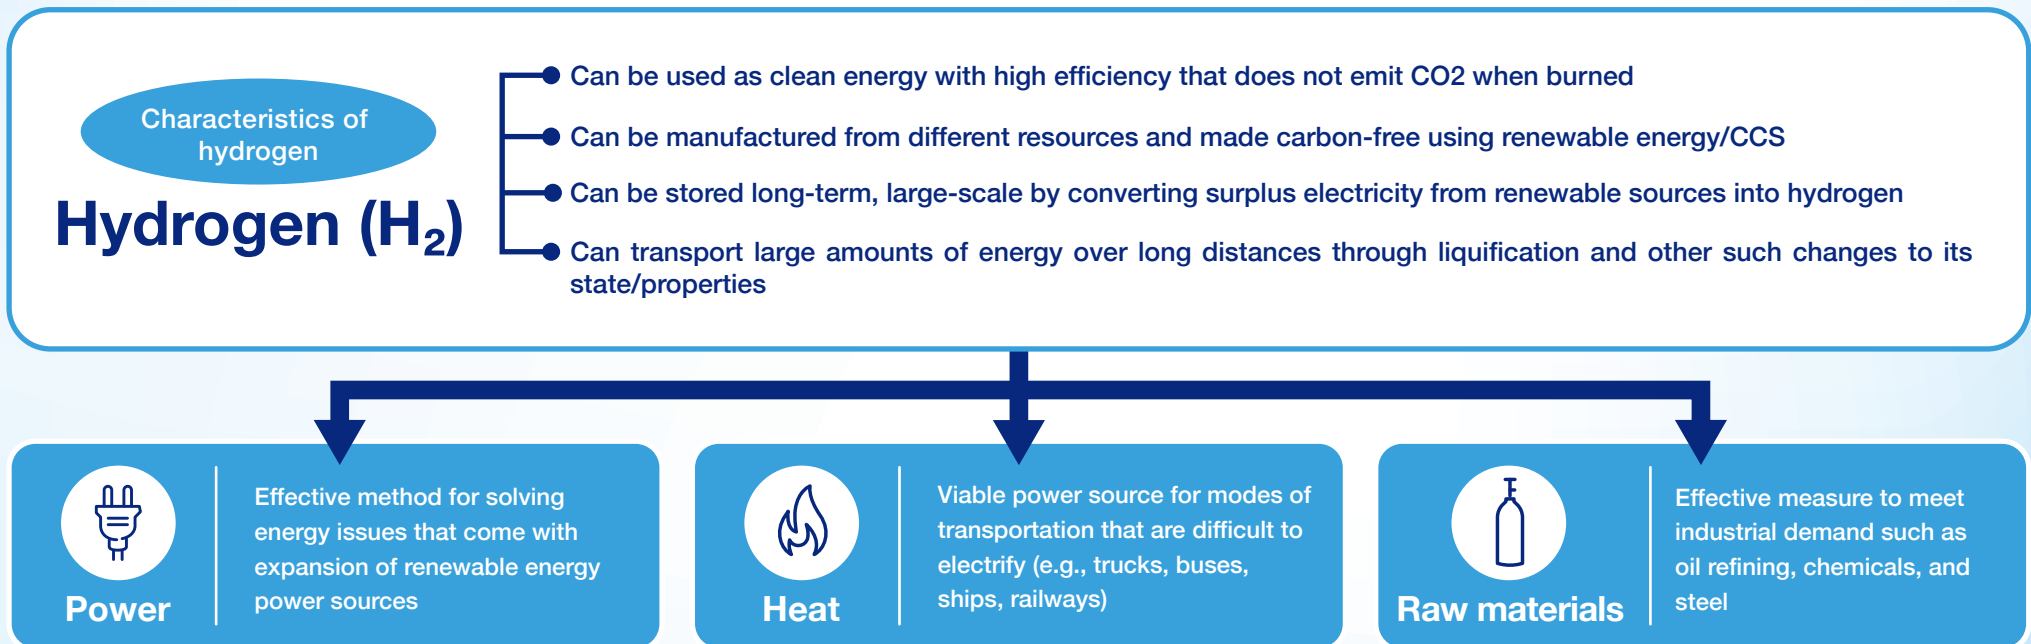 Characteristics of
hydrogen
Hydrogen (H₂)
Can be used as clean energy with high efficiency that does not emit CO2 when burned
Can be manufactured from different resources and made carbon-free using renewable energy/CCS
Can be stored long-term, large-scale by converting surplus electricity from renewable sources into hydrogen
Can transport large amounts of energy over long distances through liquification and other such changes to its
state/properties
Power
Effective method for solving
energy issues that come with
expansion of renewable energy
power sources
Heat
Viable power source for modes of
transportation that are difficult to
electrify (e.g., trucks, buses,
ships, railways)
Raw materials
Effective measure to meet
industrial demand such as
oil refining, chemicals, and
steel